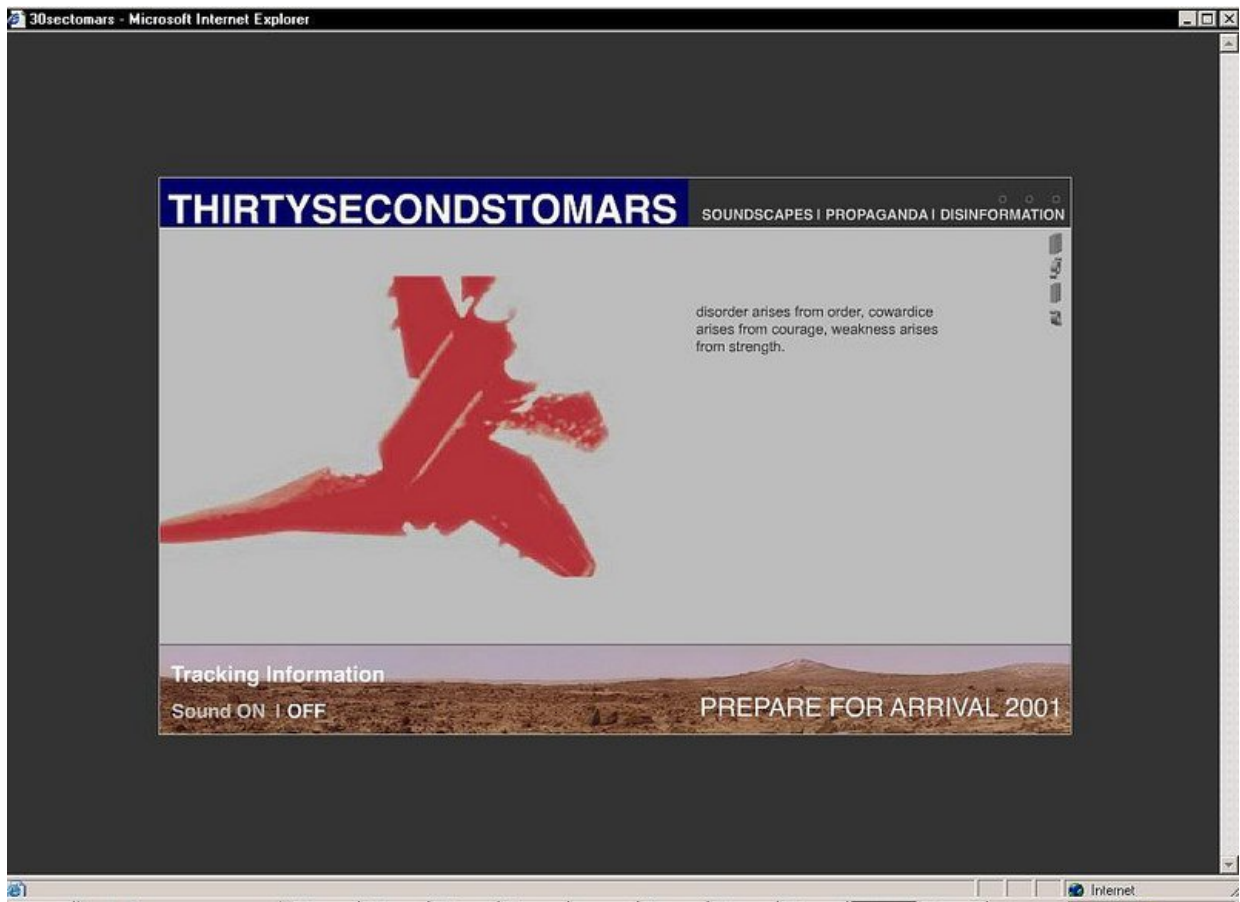 30sectomars - Microsoft Internet Explorer
THIRTYSECONDSTOMARS
SOUNDSCAPES | PROPAGANDA | DISINFORMATION
disorder arises from order, cowardice
arises from courage, weakness arises
from strength.
Tracking Information
Sound ON | OFF
PREPARE FOR ARRIVAL 2001
Internet